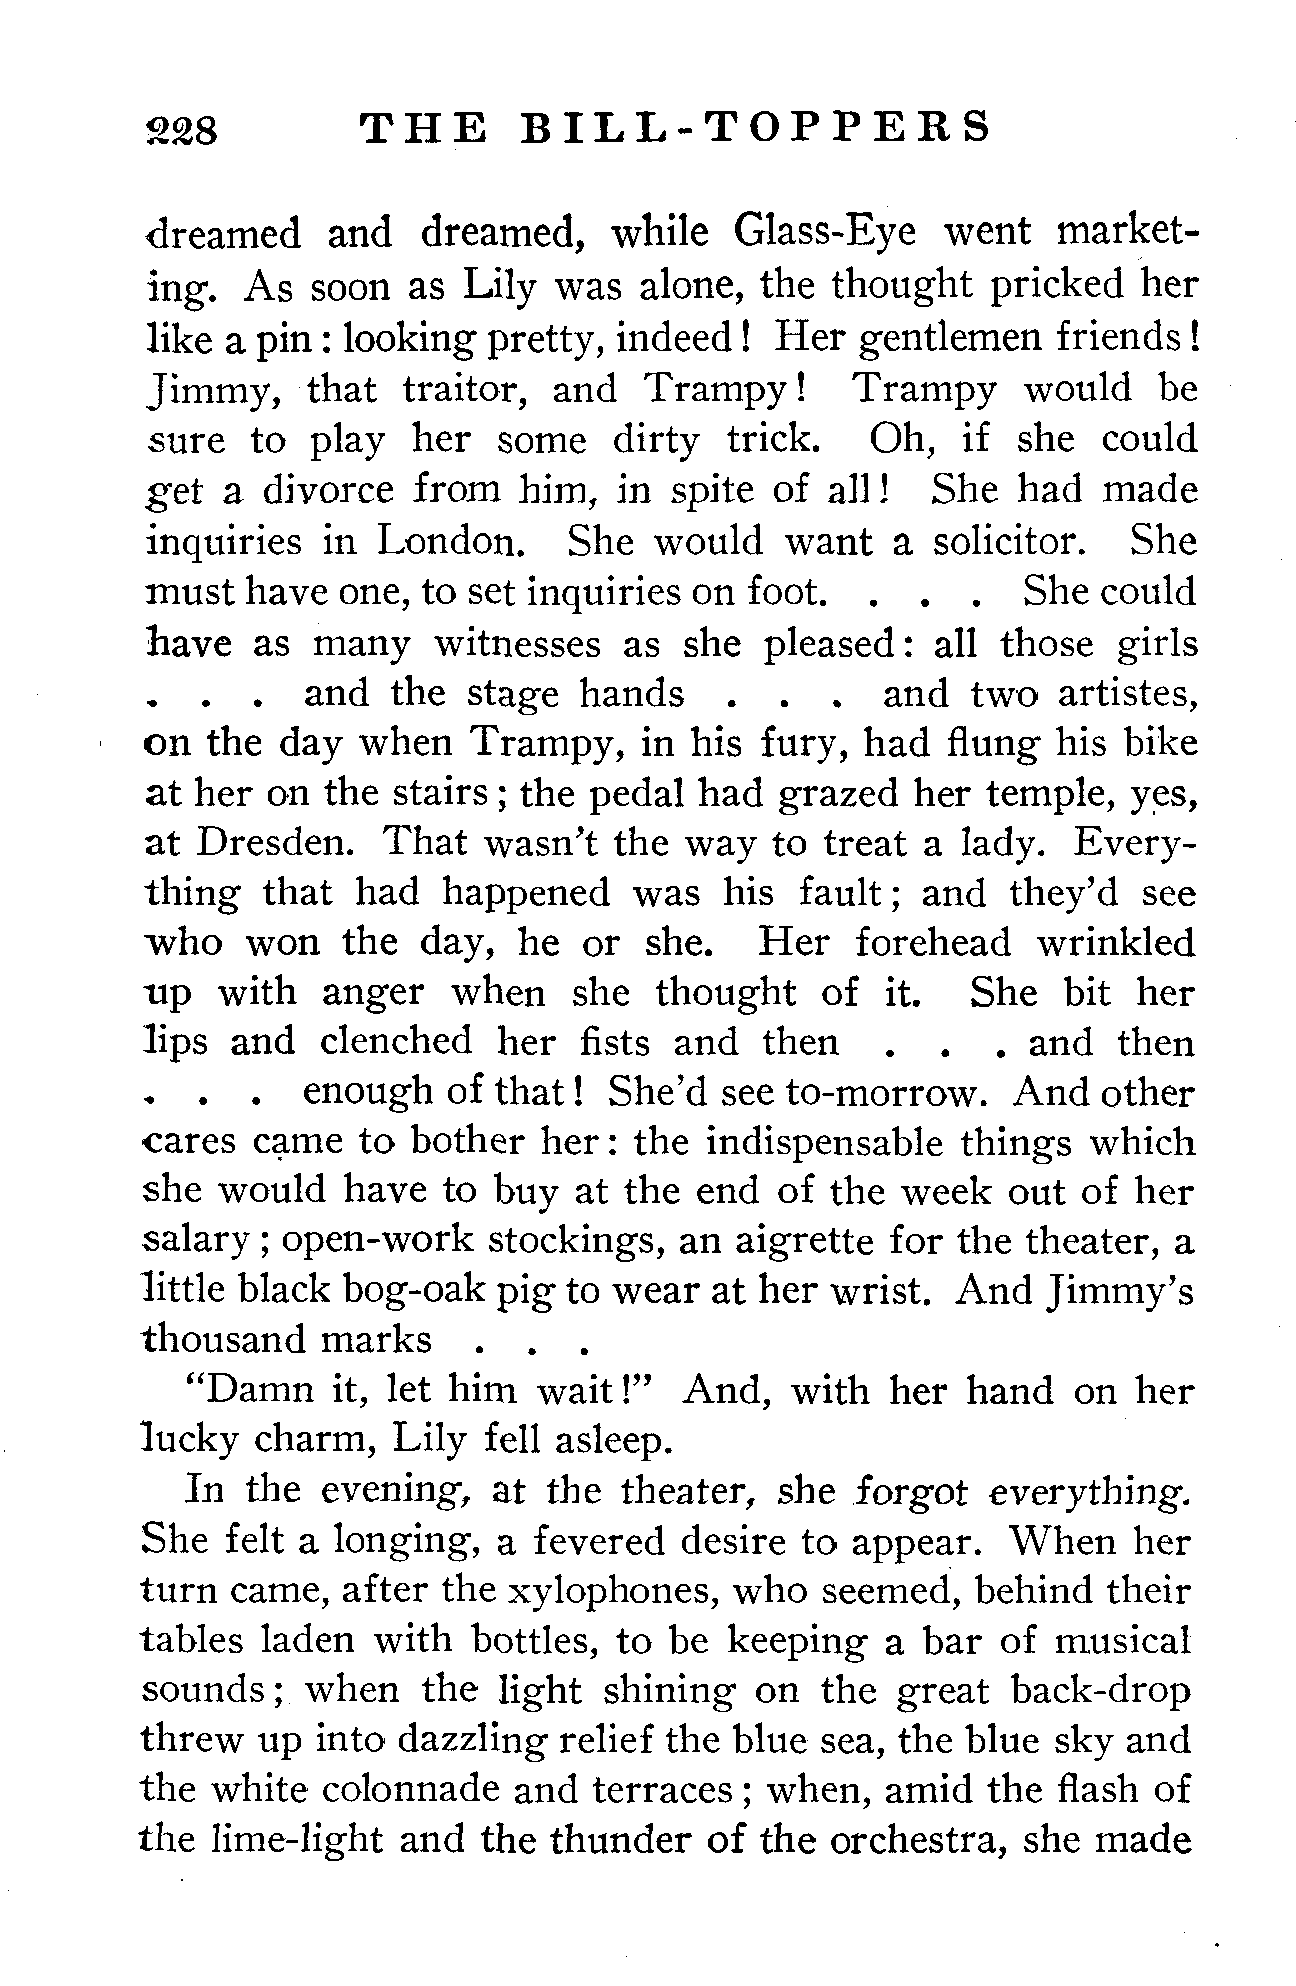 228 THE BILL-TOPPERS
dreamed and dreamed, while Glass-Eye went market-
ing. As soon as Lily was alone, the thought pricked her
like a pin : looking pretty, indeed ! Her gentlemen friends !
Jimmy, that traitor, and Trampy ! Trampy would be
sure to play her some dirty trick. Oh, if she could
get a divorce from him, in spite of all ! She had made
inquiries in London. She would want a solicitor. She
must have one, to set inquiries on foot. . . . She could
have as many witnesses as she pleased : all those girls
. . . and the stage hands . . . and two artistes,
on the day when Trampy, in his fury, had flung his bike
at her on the stairs ; the pedal had grazed her temple, yes,
at Dresden. That wasn't the way to treat a lady. Every-
thing that had happened was his fault ; and they'd see
who won the day, he or she. Her forehead wrinkled
up with anger when she thought of it. She bit her
lips and clenched her fists and then . . . and then
. . . enough of that ! She'd see to-morrow. And other
cares came to bother her : the indispensable things which
she would have to buy at the end of the week out of her
salary ; open-work stockings, an aigrette for the theater, a
little black bog-oak pig to wear at her wrist. And Jimmy's
thousand marks . . .
"Damn it, let him wait !" And, with her hand on her
lucky charm, Lily fell asleep.
In the evening, at the theater, she forgot everything.
She felt a longing, a fevered desire to appear. When her
turn came, after the xylophones, who seemed, behind their
tables laden with bottles, to be keeping a bar of musical
sounds ; when the light shining on the great back-drop
threw up into dazzling relief the blue sea, the blue sky and
the white colonnade and terraces ; when, amid the flash of
the lime-light and the thunder of the orchestra, she made